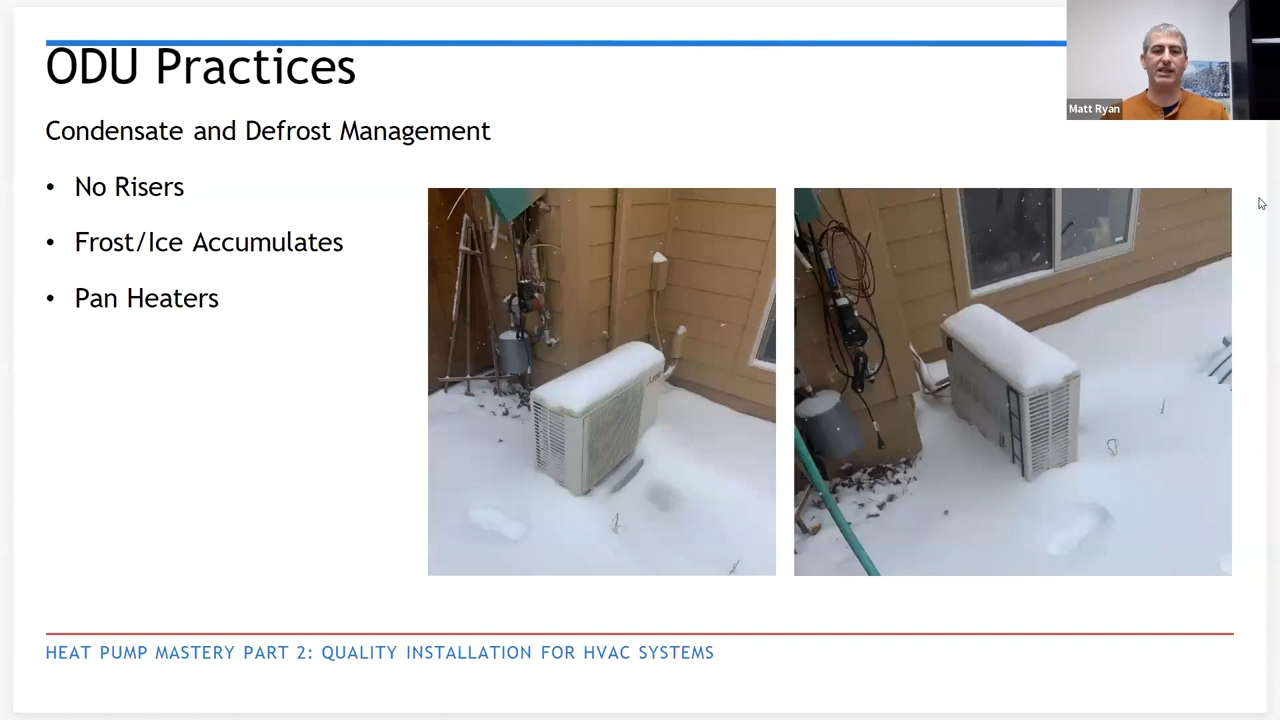 ODU Practices
Matt Ryan
Condensate and Defrost Management
• No Risers
• Frost/Ice Accumulates
• Pan Heaters
HEAT PUMP MASTERY PART 2: QUALITY INSTALLATION FOR HVAC SYSTEMS